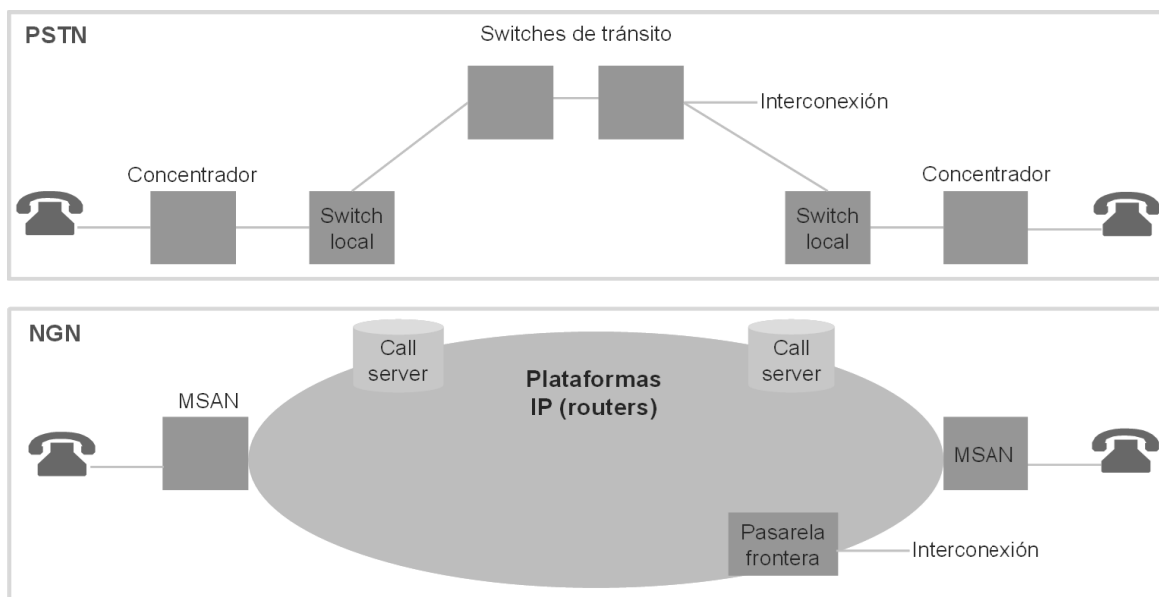 PSTN
Switches de tránsito
Interconexión
Concentrador
Concentrador
Switch
local
Switch
local
NGN
Call
server
Call
server
Plataformas
IP (routers)
MSAN
MSAN
Pasarela
frontera
Interconexión